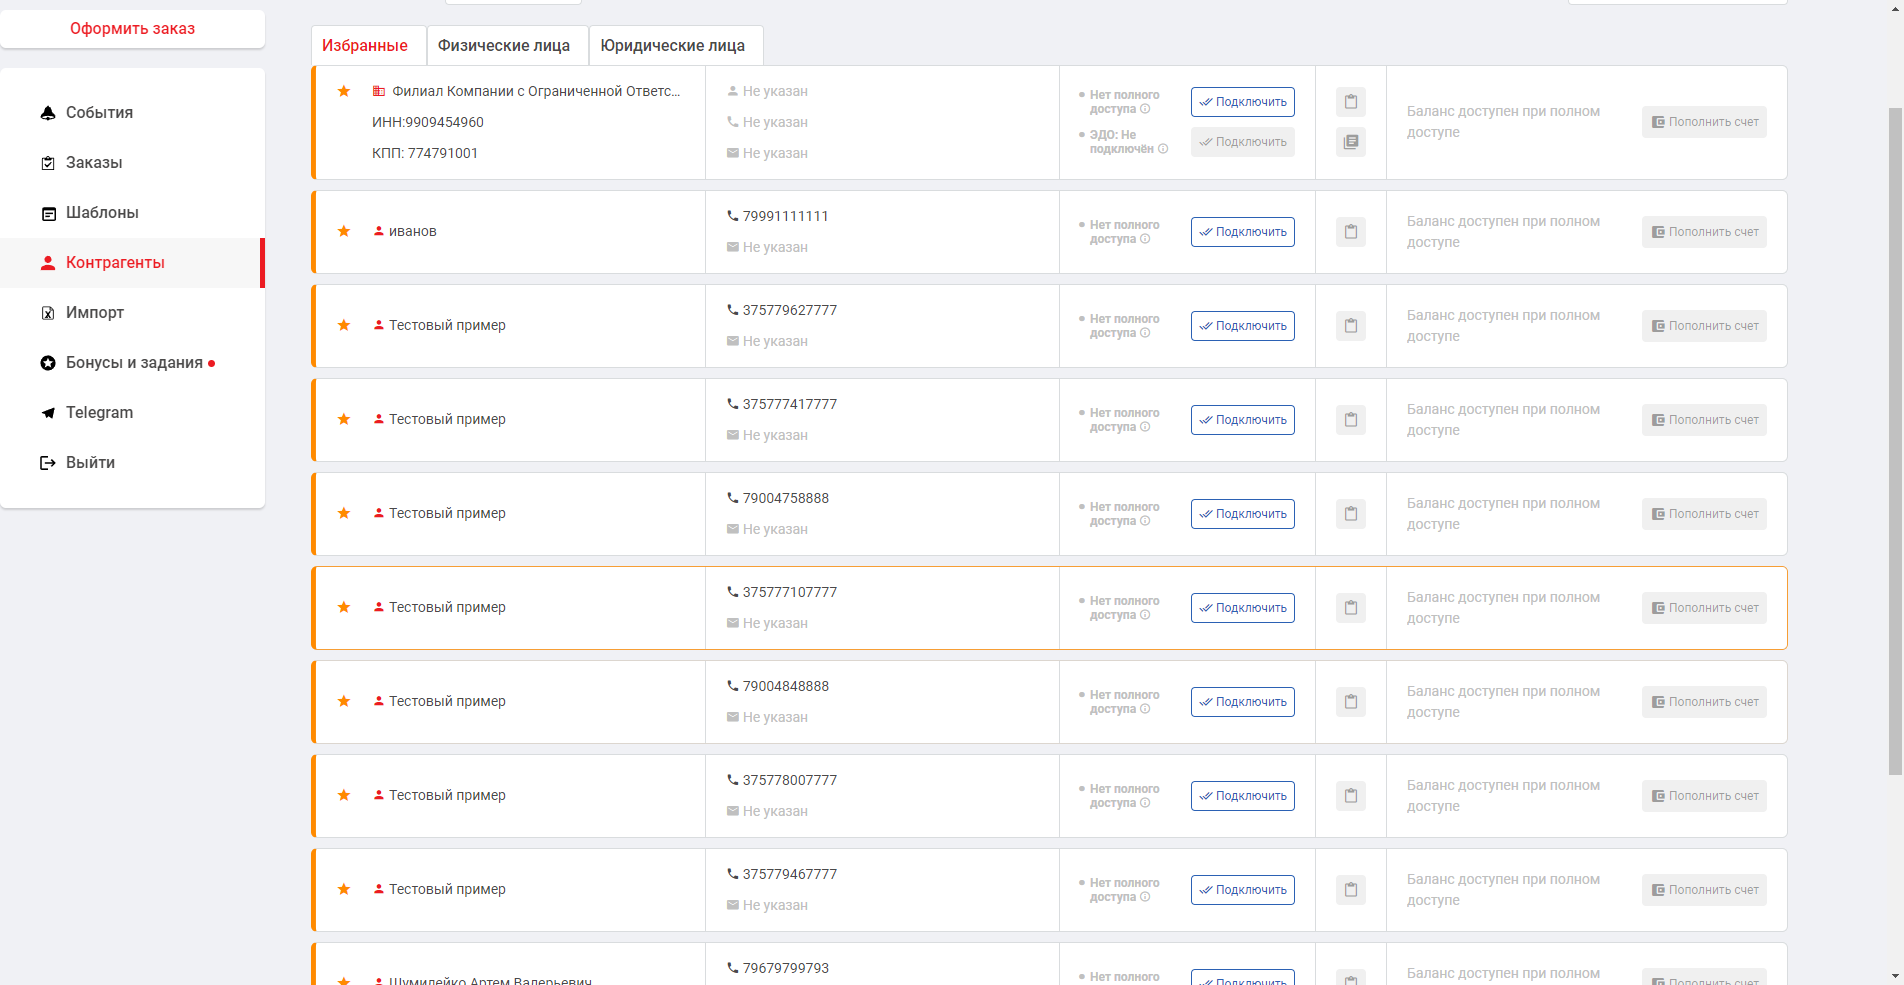 Оформить заказ
События
Заказы
Шаблоны
Контрагенты
Импорт
Бонусы и задания
Telegram
Выйти
Избранные
Физические лица
Юридические лица
Филиал Компании с Ограниченной Ответс...
ИНН:9909454960
КПП: 774791001
Не указан
Не указан
Не указан
Нет полного
доступа
Подключить
ЭДО: Не
подключён
Подключить
Баланс доступен при полном
доступе
Пополнить счет
иванов
79991111111
Не указан
Нет полного
доступа
Подключить
Баланс доступен при полном
доступе
Пополнить счет
Тестовый пример
375779627777
Не указан
Нет полного
доступа
Подключить
Баланс доступен при полном
доступе
Пополнить счет
Тестовый пример
375777417777
Не указан
Нет полного
доступа
Подключить
Баланс доступен при полном
доступе
Пополнить счет
Тестовый пример
79004758888
Не указан
Нет полного
доступа
Подключить
Баланс доступен при полном
доступе
Пополнить счет
Тестовый пример
375777107777
Не указан
Нет полного
доступа
Подключить
Баланс доступен при полном
доступе
Пополнить счет
Тестовый пример
79004848888
Не указан
Нет полного
доступа
Подключить
Баланс доступен при полном
доступе
Пополнить счет
Тестовый пример
375778007777
Не указан
Нет полного
доступа
Подключить
Баланс доступен при полном
доступе
Пополнить счет
Тестовый пример
375779467777
Не указан
Нет полного
доступа
Подключить
Баланс доступен при полном
доступе
Пополнить счет
Шумилейко Артем Валерьевич
79679799793
Нет полного
Подключить
Баланс доступен при полном
Пополнить счет